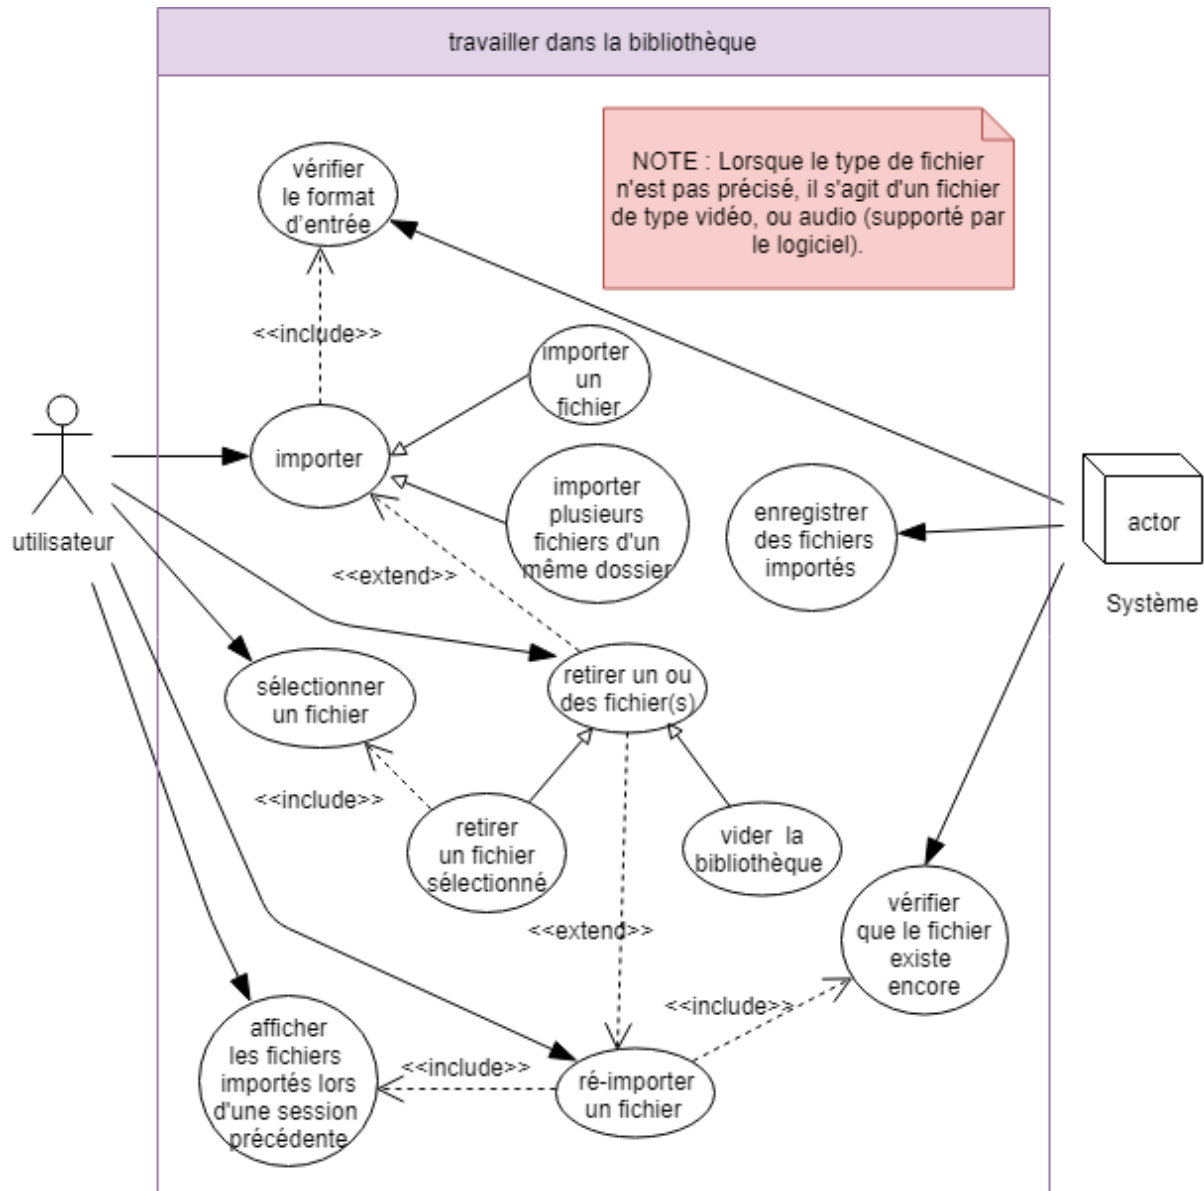 travailler dans la bibliothèque
NOTE : Lorsque le type de fichier
n'est pas précisé, il s'agit d'un fichier
de type vidéo, ou audio (supporté par
le logiciel).
vérifier
le format
d'entrée
<<include>>
importer
un
fichier
importer
importer
plusieurs
fichiers d'un
même dossier
enregistrer
des fichiers
importés
actor
Système
utilisateur
<<extend>>
sélectionner
un fichier
retirer un ou
des fichier(s)
<<include>>
retirer
un fichier
sélectionné
vider la
bibliothèque
<<extend>>
vérifier
que le fichier
existe
encore
<<include>>
afficher
les fichiers
importés lors
d'une session
précédente
<<include>>
ré-importer
un fichier